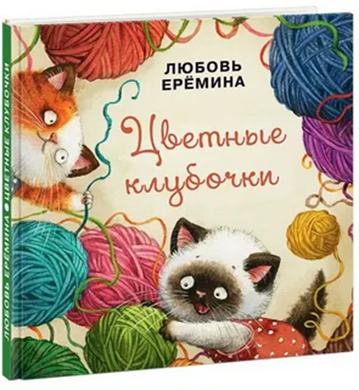 ЛЮБОВЬ
ЕРЁМИНА
Цветные
клубочки
ЛЮБОВЬ ЕРЁМИНА • ЦВЕТНЫЕ КЛУБОЧКИ